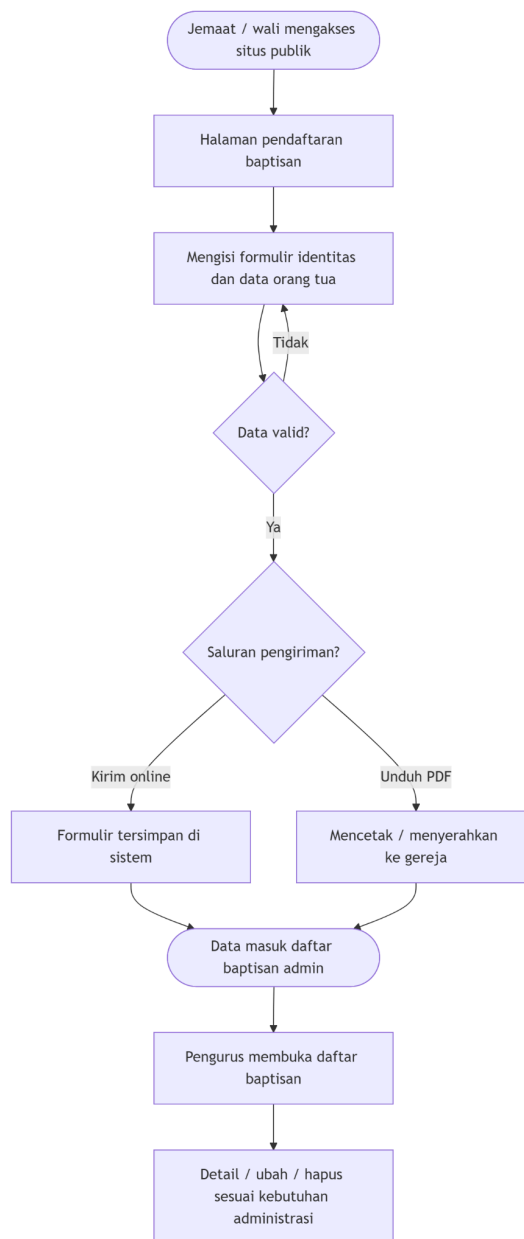 Jemaat / wali mengakses
situs publik
Halaman pendaftaran
baptisan
Mengisi formulir identitas
dan data orang tua
Tidak
Data valid?
Ya
Saluran pengiriman?
Kirim online
Unduh PDF
Formulir tersimpan di
sistem
Mencetak / menyerahkan
ke gereja
Data masuk daftar
baptisan admin
Pengurus membuka daftar
baptisan
Detail / ubah / hapus
sesuai kebutuhan
administrasi